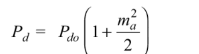 P_d = P_{do} \left( 1 + \frac{m_a^2}{2} \right)